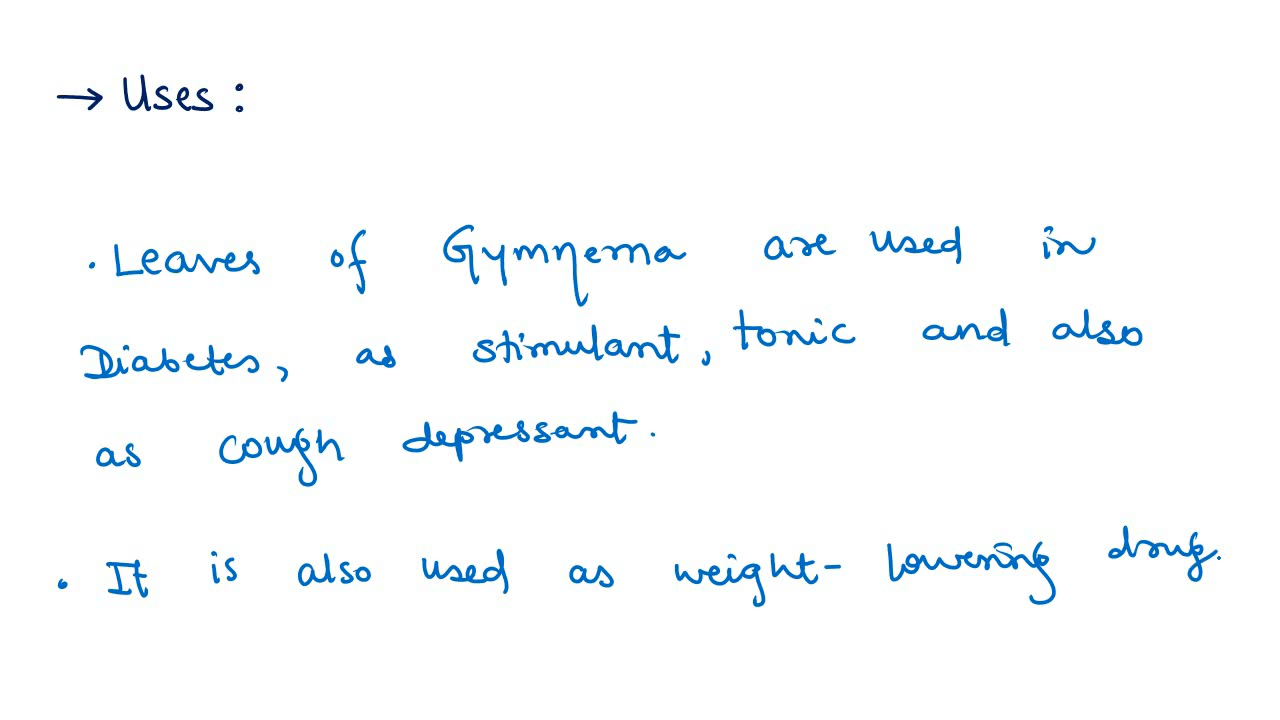 → Uses :
· Leaves of Gymnema are used in
Diabetes, as stimulant, tonic and also
as cough depressant.
· It is also used as weight- lowering drug.